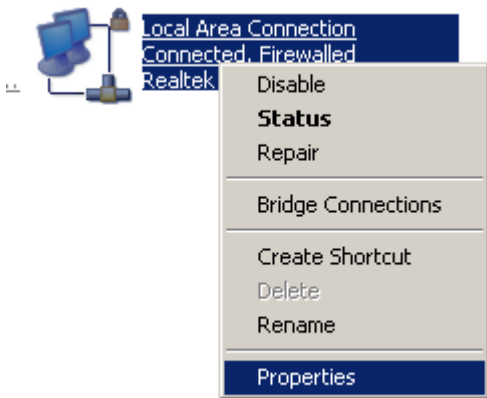 Local Area Connection
Connected, Firewalled
Realtek
Disable
Status
Repair
Bridge Connections
Create Shortcut
Delete
Rename
Properties